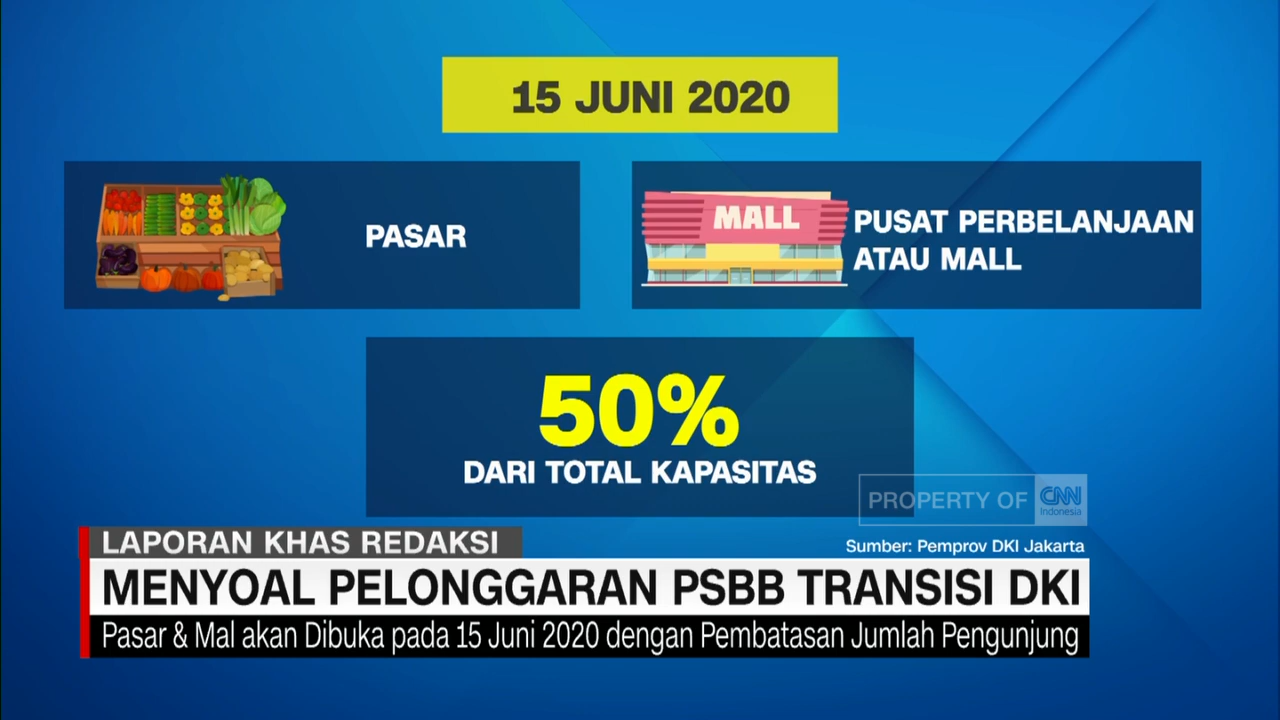 15 JUNI 2020
PASAR
MALL
PUSAT PERBELANJAAN
ATAU MALL
50%
DARI TOTAL KAPASITAS
PROPERTY OF CNN Indonesia
Sumber: Pemprov DKI Jakarta
LAPORAN KHAS REDAKSI
MENYOAL PELONGGARAN PSBB TRANSISI DKI
Pasar & Mal akan Dibuka pada 15 Juni 2020 dengan Pembatasan Jumlah Pengunjung